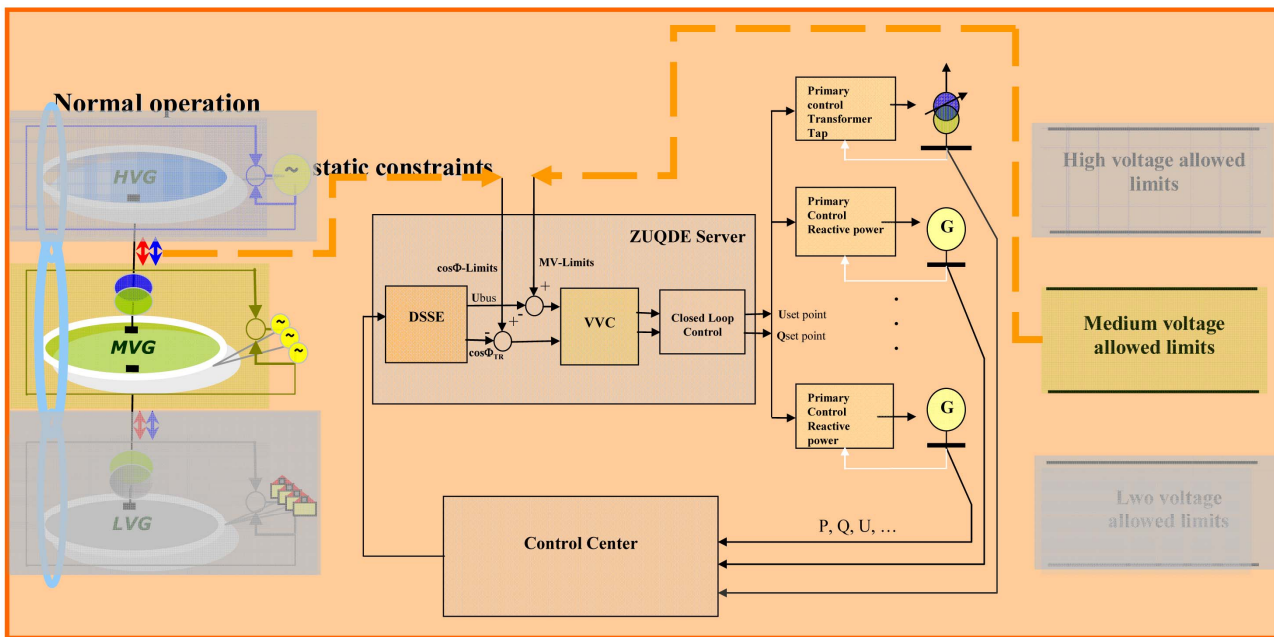 Normal operation
static constraints
HVG
~
MVG
~
~
~
LVG
ZUQDE Server
cosΦ-Limits
MV-Limits
DSSE
Ubus
+
-
+
-
-
cosΦTR
VVC
Closed Loop
Control
Uset point
Qset point
Control Center
P, Q, U, …
Primary
control
Transformer
Tap
Primary
Control
Reactive power
G
Primary
Control
Reactive
power
G
High voltage allowed
limits
Medium voltage
allowed limits
Lwo voltage
allowed limits